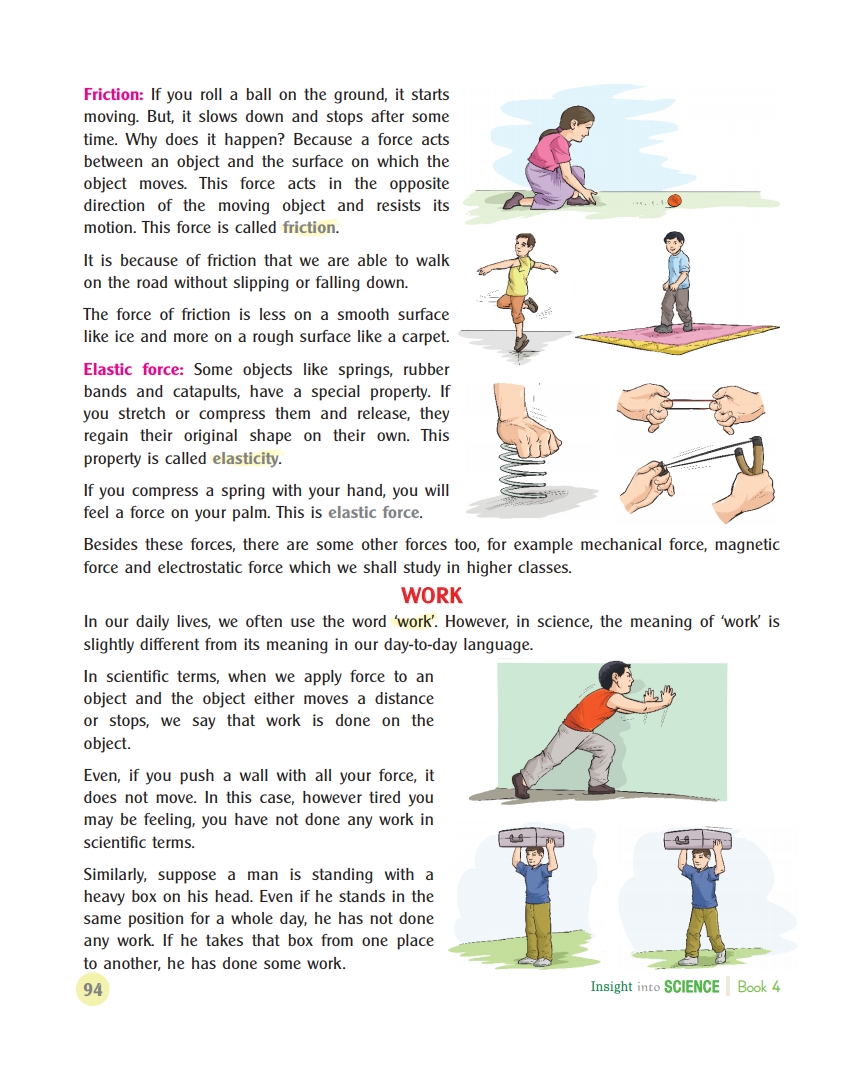 Friction: If you roll a ball on the ground, it starts
moving. But, it slows down and stops after some
time. Why does it happen? Because a force acts
between an object and the surface on which the
object moves. This force acts in the opposite
direction of the moving object and resists its
motion. This force is called friction.
It is because of friction that we are able to walk
on the road without slipping or falling down.
The force of friction is less on a smooth surface
like ice and more on a rough surface like a carpet.
Elastic force: Some objects like springs, rubber
bands and catapults, have a special property. If
you stretch or compress them and release, they
regain their original shape on their own. This
property is called elasticity.
If you compress a spring with your hand, you will
feel a force on your palm. This is elastic force.
Besides these forces, there are some other forces too, for example mechanical force, magnetic
force and electrostatic force which we shall study in higher classes.
WORK
In our daily lives, we often use the word ‘work’. However, in science, the meaning of ‘work’ is
slightly different from its meaning in our day-to-day language.
In scientific terms, when we apply force to an
object and the object either moves a distance
or stops, we say that work is done on the
object.
Even, if you push a wall with all your force, it
does not move. In this case, however tired you
may be feeling, you have not done any work in
scientific terms.
Similarly, suppose a man is standing with a
heavy box on his head. Even if he stands in the
same position for a whole day, he has not done
any work. If he takes that box from one place
to another, he has done some work.
94
Insight into SCIENCE | Book 4